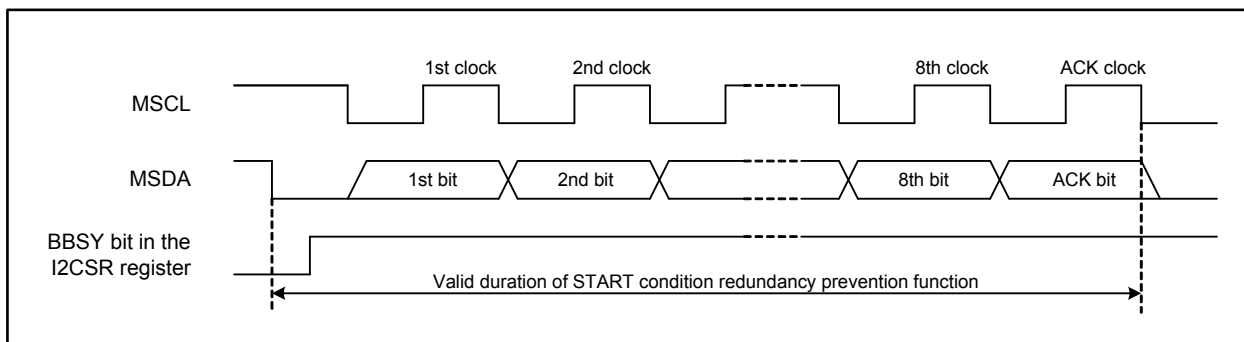 1st clock 2nd clock 8th clock ACK clock
MSCL
MSDA 1st bit 2nd bit 8th bit ACK bit
BBSY bit in the
I2CSR register
Valid duration of START condition redundancy prevention function